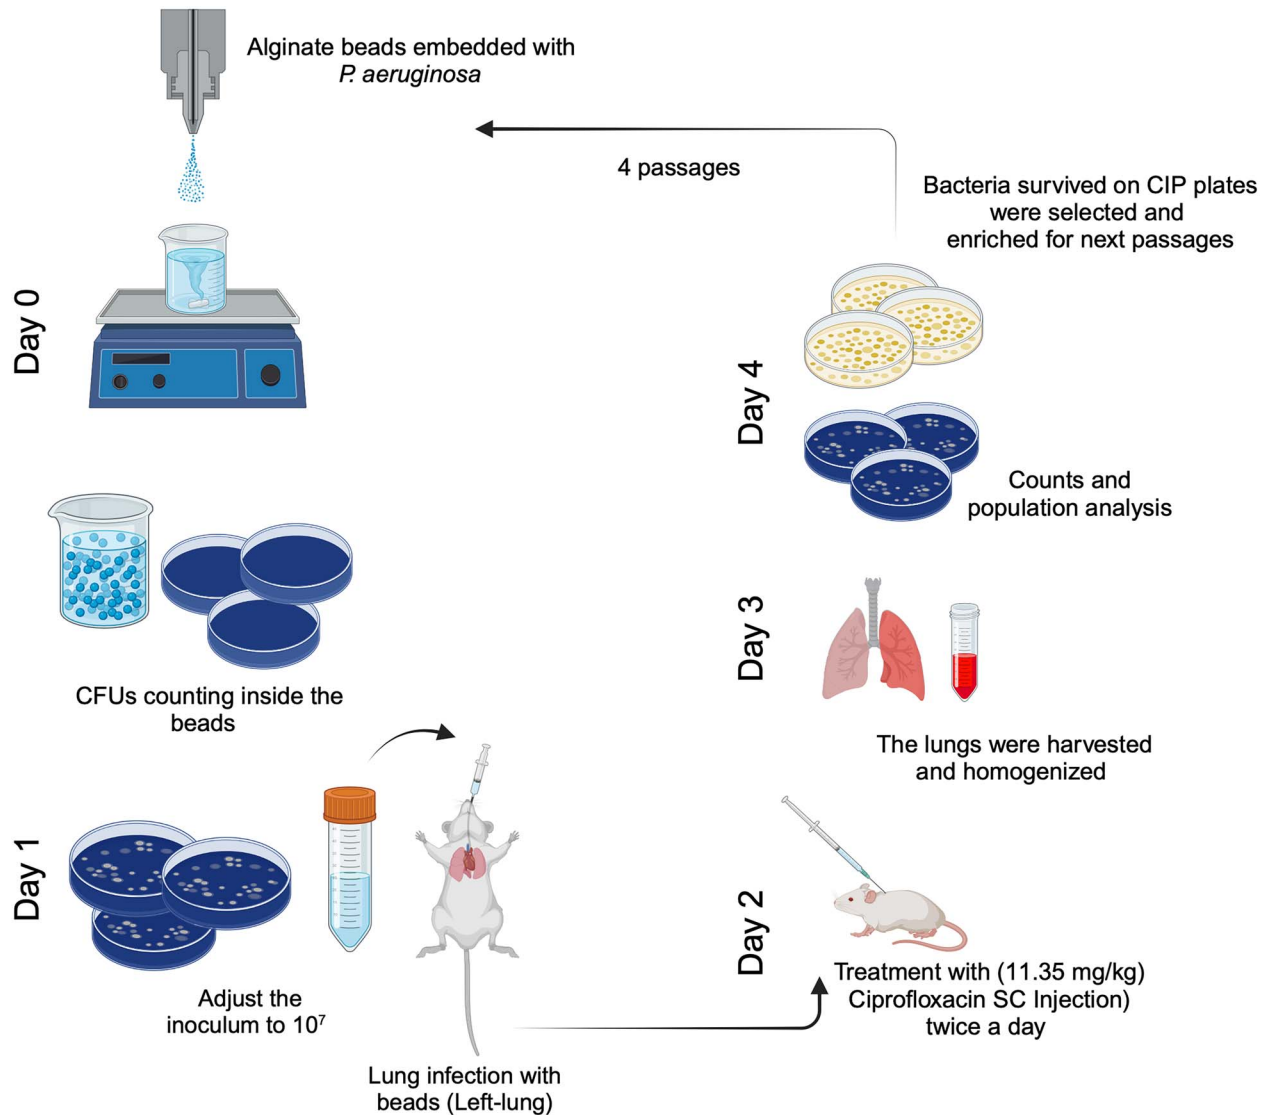 Alginate beads embedded with
P. aeruginosa
Day 0
CFUs counting inside the
beads
Day 1
Adjust the
inoculum to 10⁷
Lung infection with
beads (Left-lung)
Day 2
Treatment with (11.35 mg/kg)
Ciprofloxacin SC Injection)
twice a day
Day 3
The lungs were harvested
and homogenized
Day 4
Counts and
population analysis
Bacteria survived on CIP plates
were selected and
enriched for next passages
4 passages